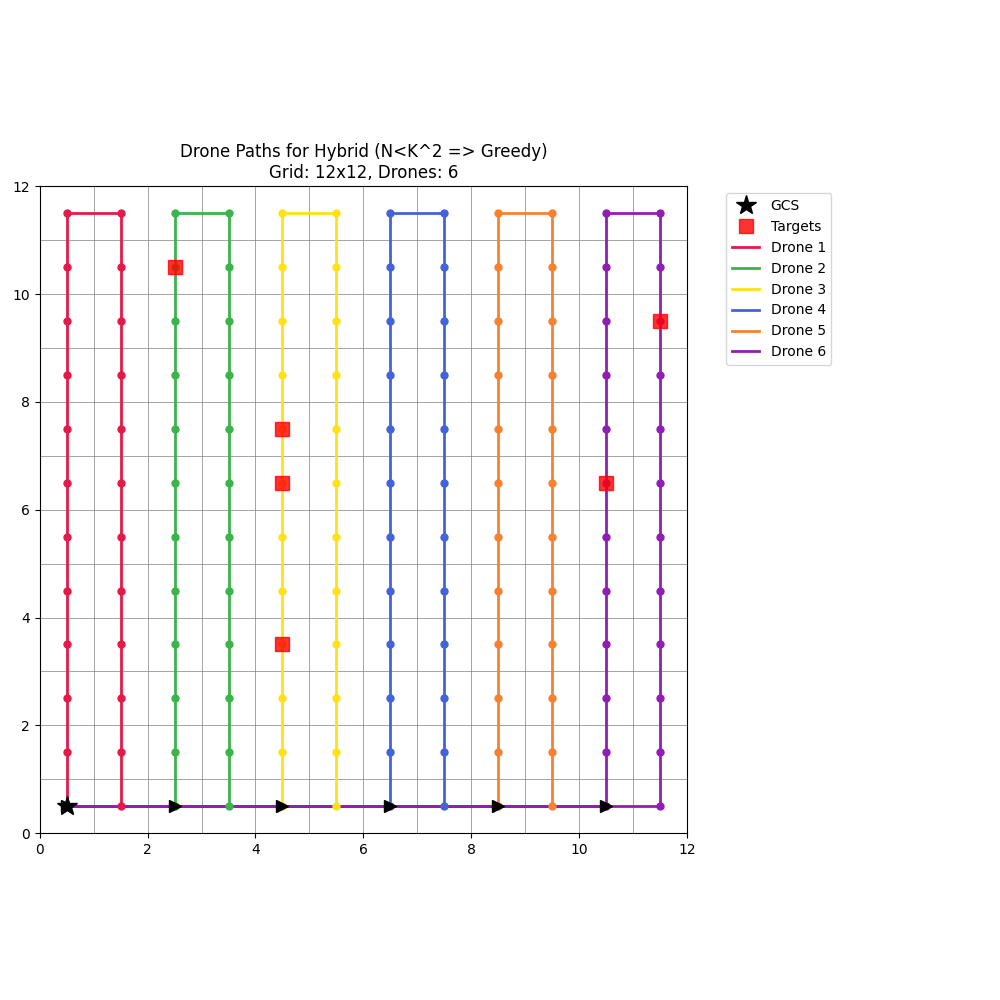 Drone Paths for Hybrid (N<K^2 => Greedy)
Grid: 12x12, Drones: 6
12
10
8
6
4
2
0
0 2 4 6 8 10 12
GCS
Targets
Drone 1
Drone 2
Drone 3
Drone 4
Drone 5
Drone 6